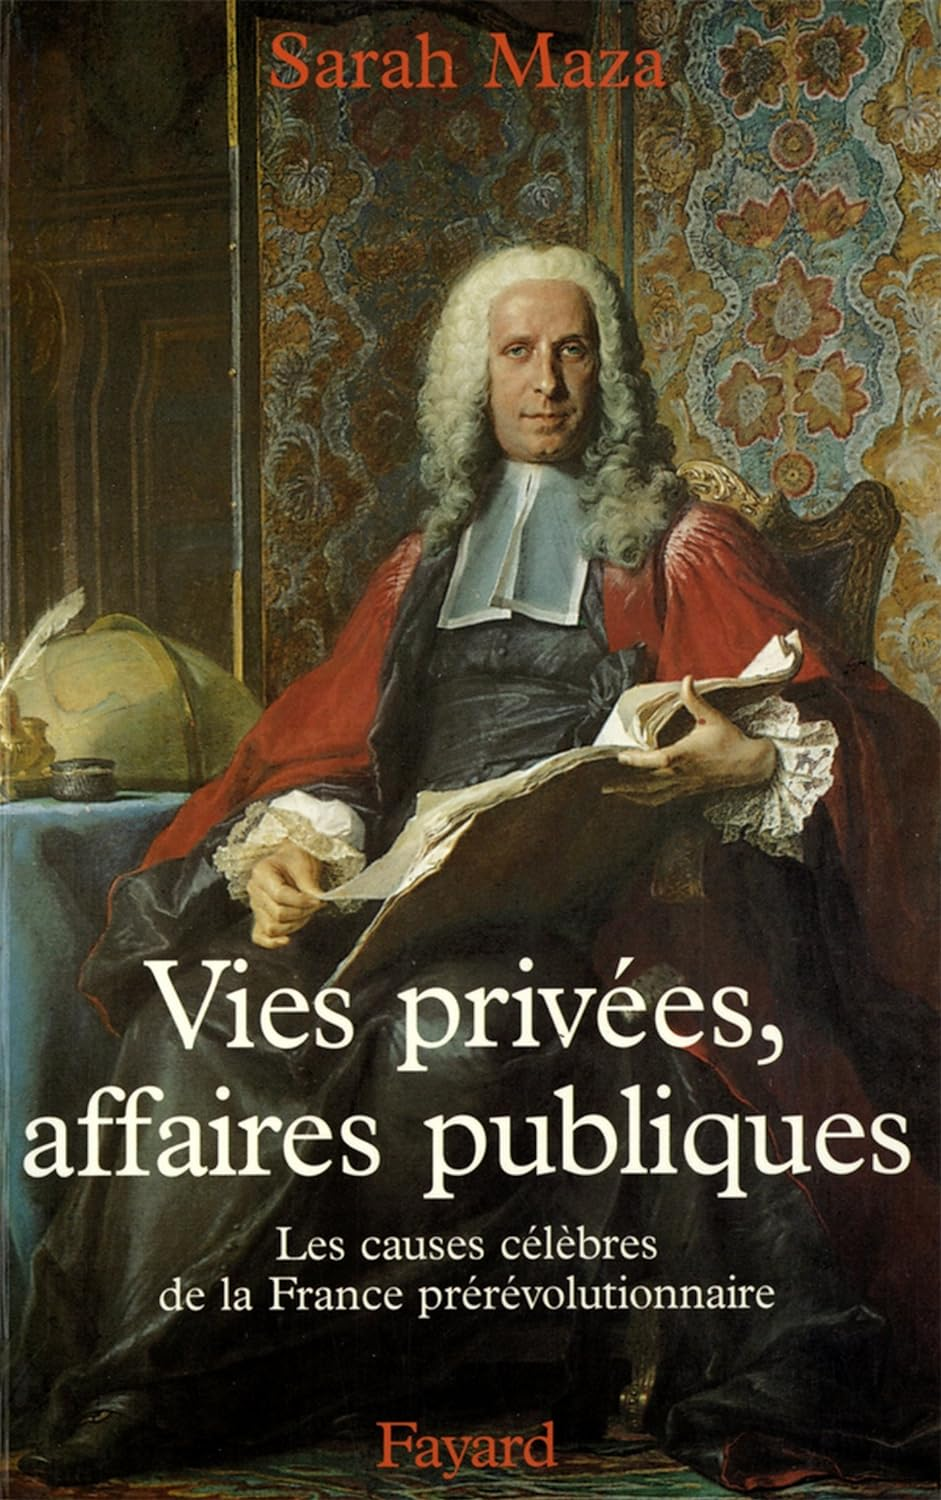 Sarah Maza
Vies privées,
affaires publiques
Les causes célèbres
de la France prérévolutionnaire
Fayard